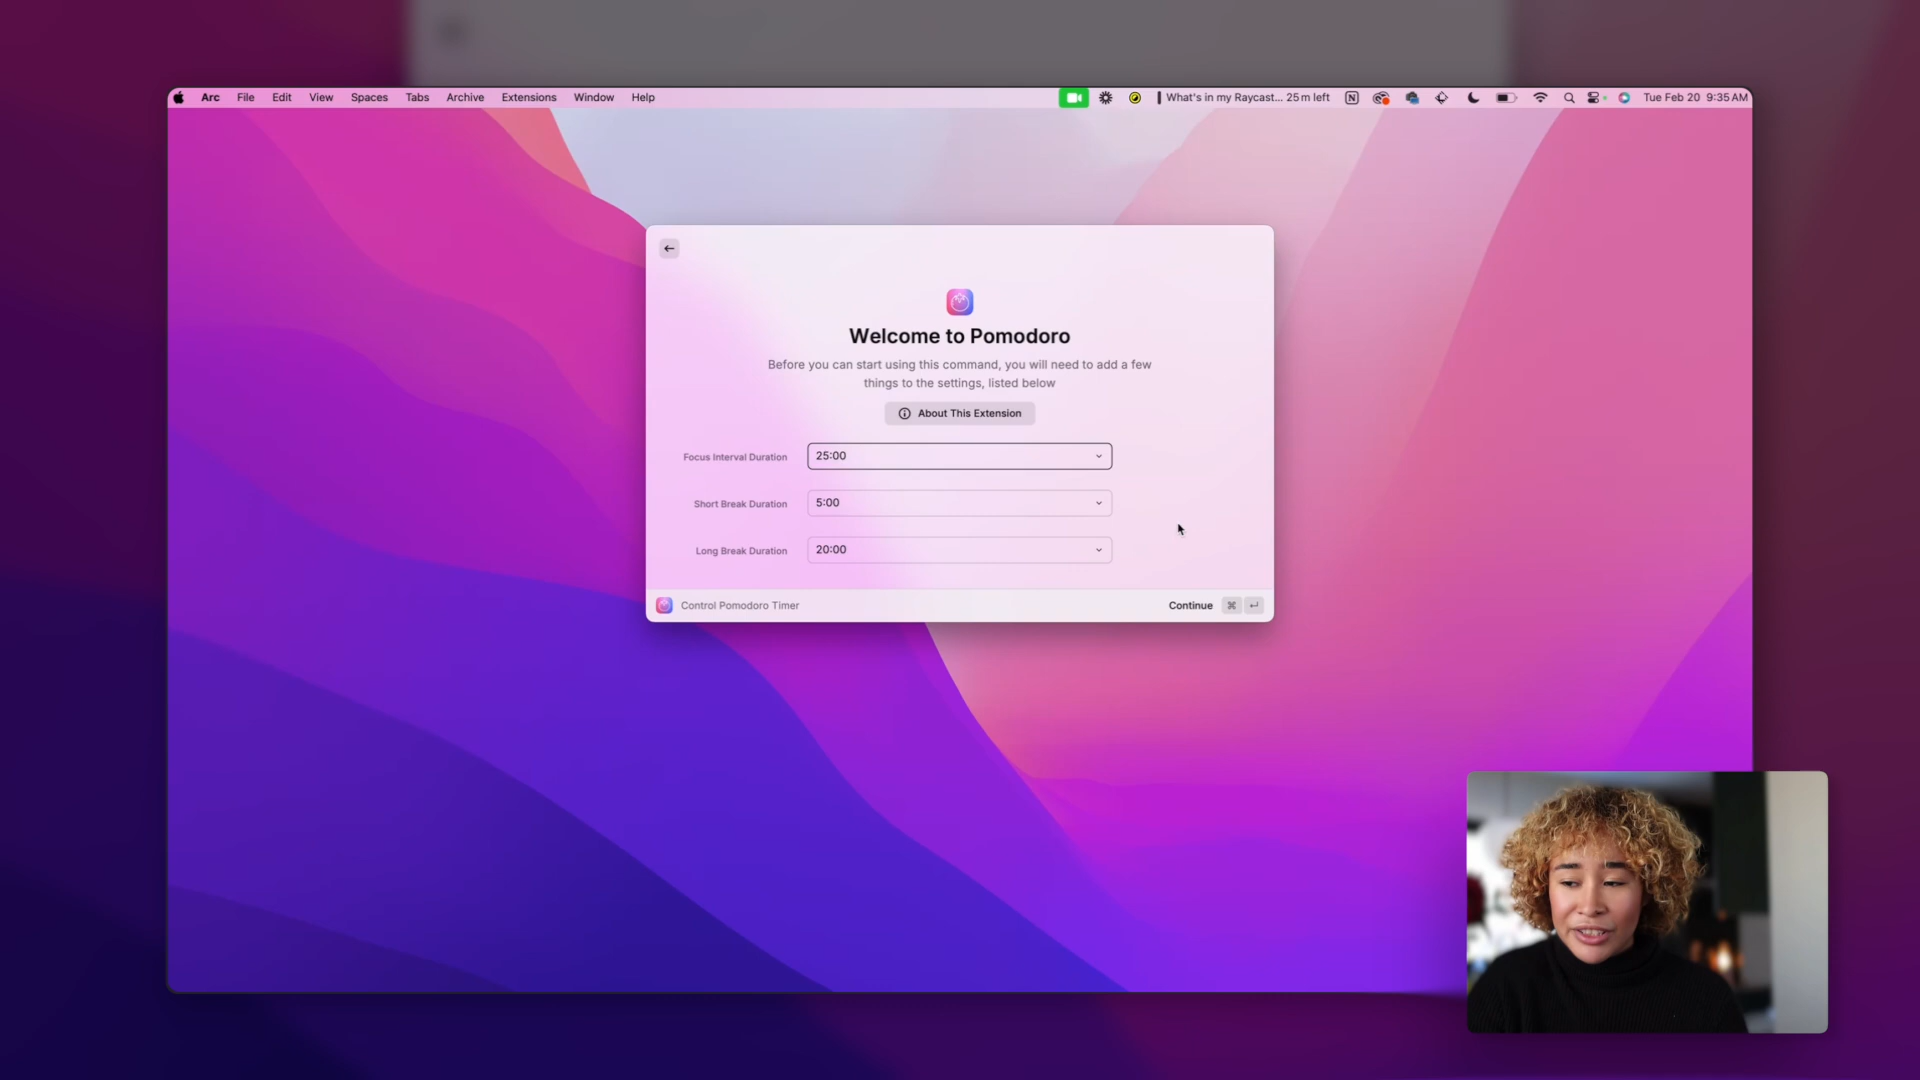 Arc File Edit View Spaces Tabs Archive Extensions Window Help What's in my Raycast... 25 m left N Tue Feb 20 9:35 AM
Welcome to Pomodoro
Before you can start using this command, you will need to add a few
things to the settings, listed below
About This Extension
Focus Interval Duration 25:00
Short Break Duration 5:00
Long Break Duration 20:00
Control Pomodoro Timer Continue ⌘ ↵